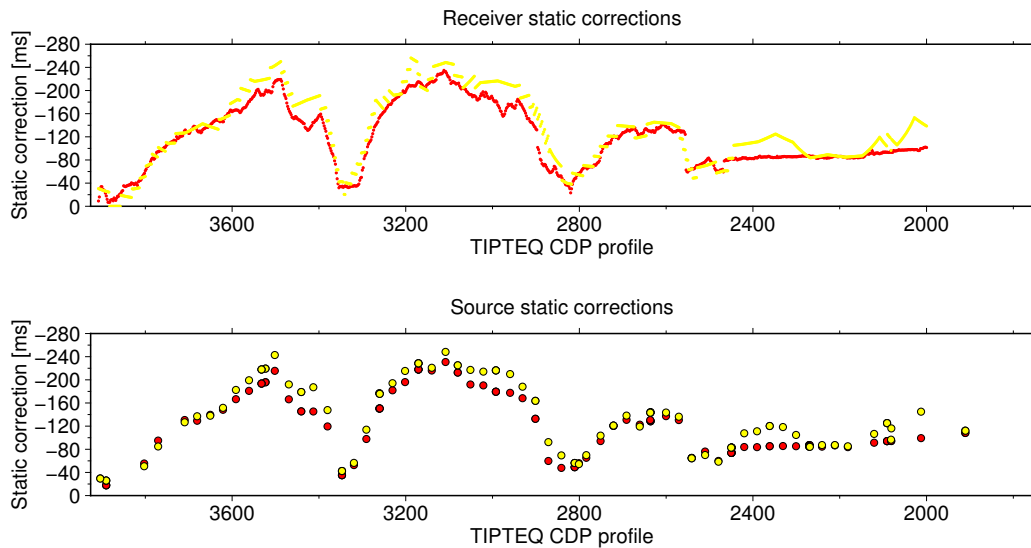 Receiver static corrections
Static correction [ms]
−280
−240
−200
−160
−120
−80
−40
0
3600 3200 2800 2400 2000
TIPTEQ CDP profile
Source static corrections
Static correction [ms]
−280
−240
−200
−160
−120
−80
−40
0
3600 3200 2800 2400 2000
TIPTEQ CDP profile